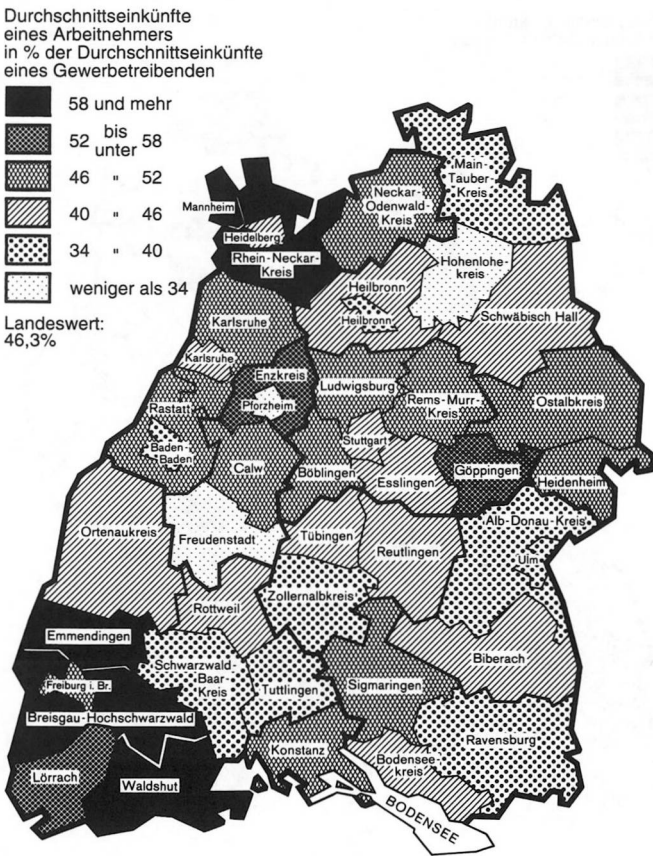 Durchschnittseinkünfte
eines Arbeitnehmers
in % der Durchschnittseinkünfte
eines Gewerbetreibenden
58 und mehr
52 bis unter 58
46 " 52
40 " 46
34 " 40
weniger als 34
Landeswert:
46,3%
Main-
Tauber-
Kreis
Neckar-
Odenwald-
Kreis
Mannheim
Heidelberg
Rhein-Neckar-
Kreis
Hohenlohe-
kreis
Heilbronn
Heilbronn
Schwäbisch Hall
Karlsruhe
Karlsruhe
Enzkreis
Pforzheim
Ludwigsburg
Rems-Murr-
Kreis
Ostalbkreis
Rastatt
Baden-
Baden
Calw
Böblingen
Stuttgart
Esslingen
Göppingen
Heidenheim
Ortenaukreis
Freudenstadt
Tübingen
Reutlingen
Alb-Donau-Kreis
Ulm
Rottweil
Zollernalbkreis
Emmendingen
Freiburg i. Br.
Breisgau-Hochschwarzwald
Schwarzwald-
Baar-
Kreis
Tuttlingen
Sigmaringen
Biberach
Lörrach
Waldshut
Konstanz
Bodensee-
kreis
Ravensburg
BODENSEE